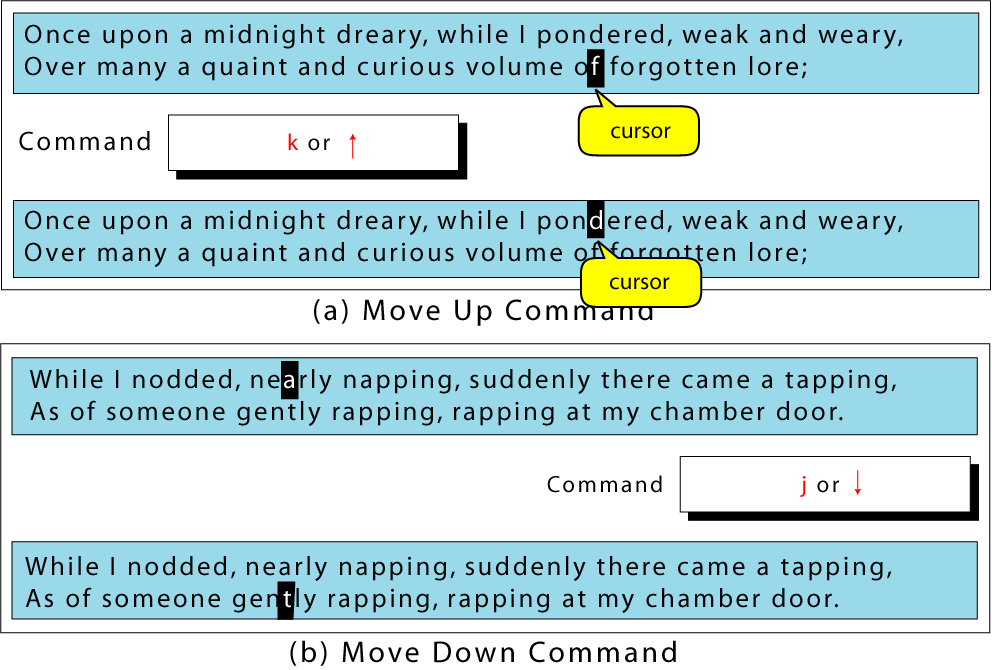 Once upon a midnight dreary, while I pondered, weak and weary,
Over many a quaint and curious volume of forgotten lore;
cursor
Command k or ↑
Once upon a midnight dreary, while I pondered, weak and weary,
Over many a quaint and curious volume of forgotten lore;
cursor
(a) Move Up Command
While I nodded, nearly napping, suddenly there came a tapping,
As of someone gently rapping, rapping at my chamber door.
Command j or ↓
While I nodded, nearly napping, suddenly there came a tapping,
As of someone gently rapping, rapping at my chamber door.
(b) Move Down Command